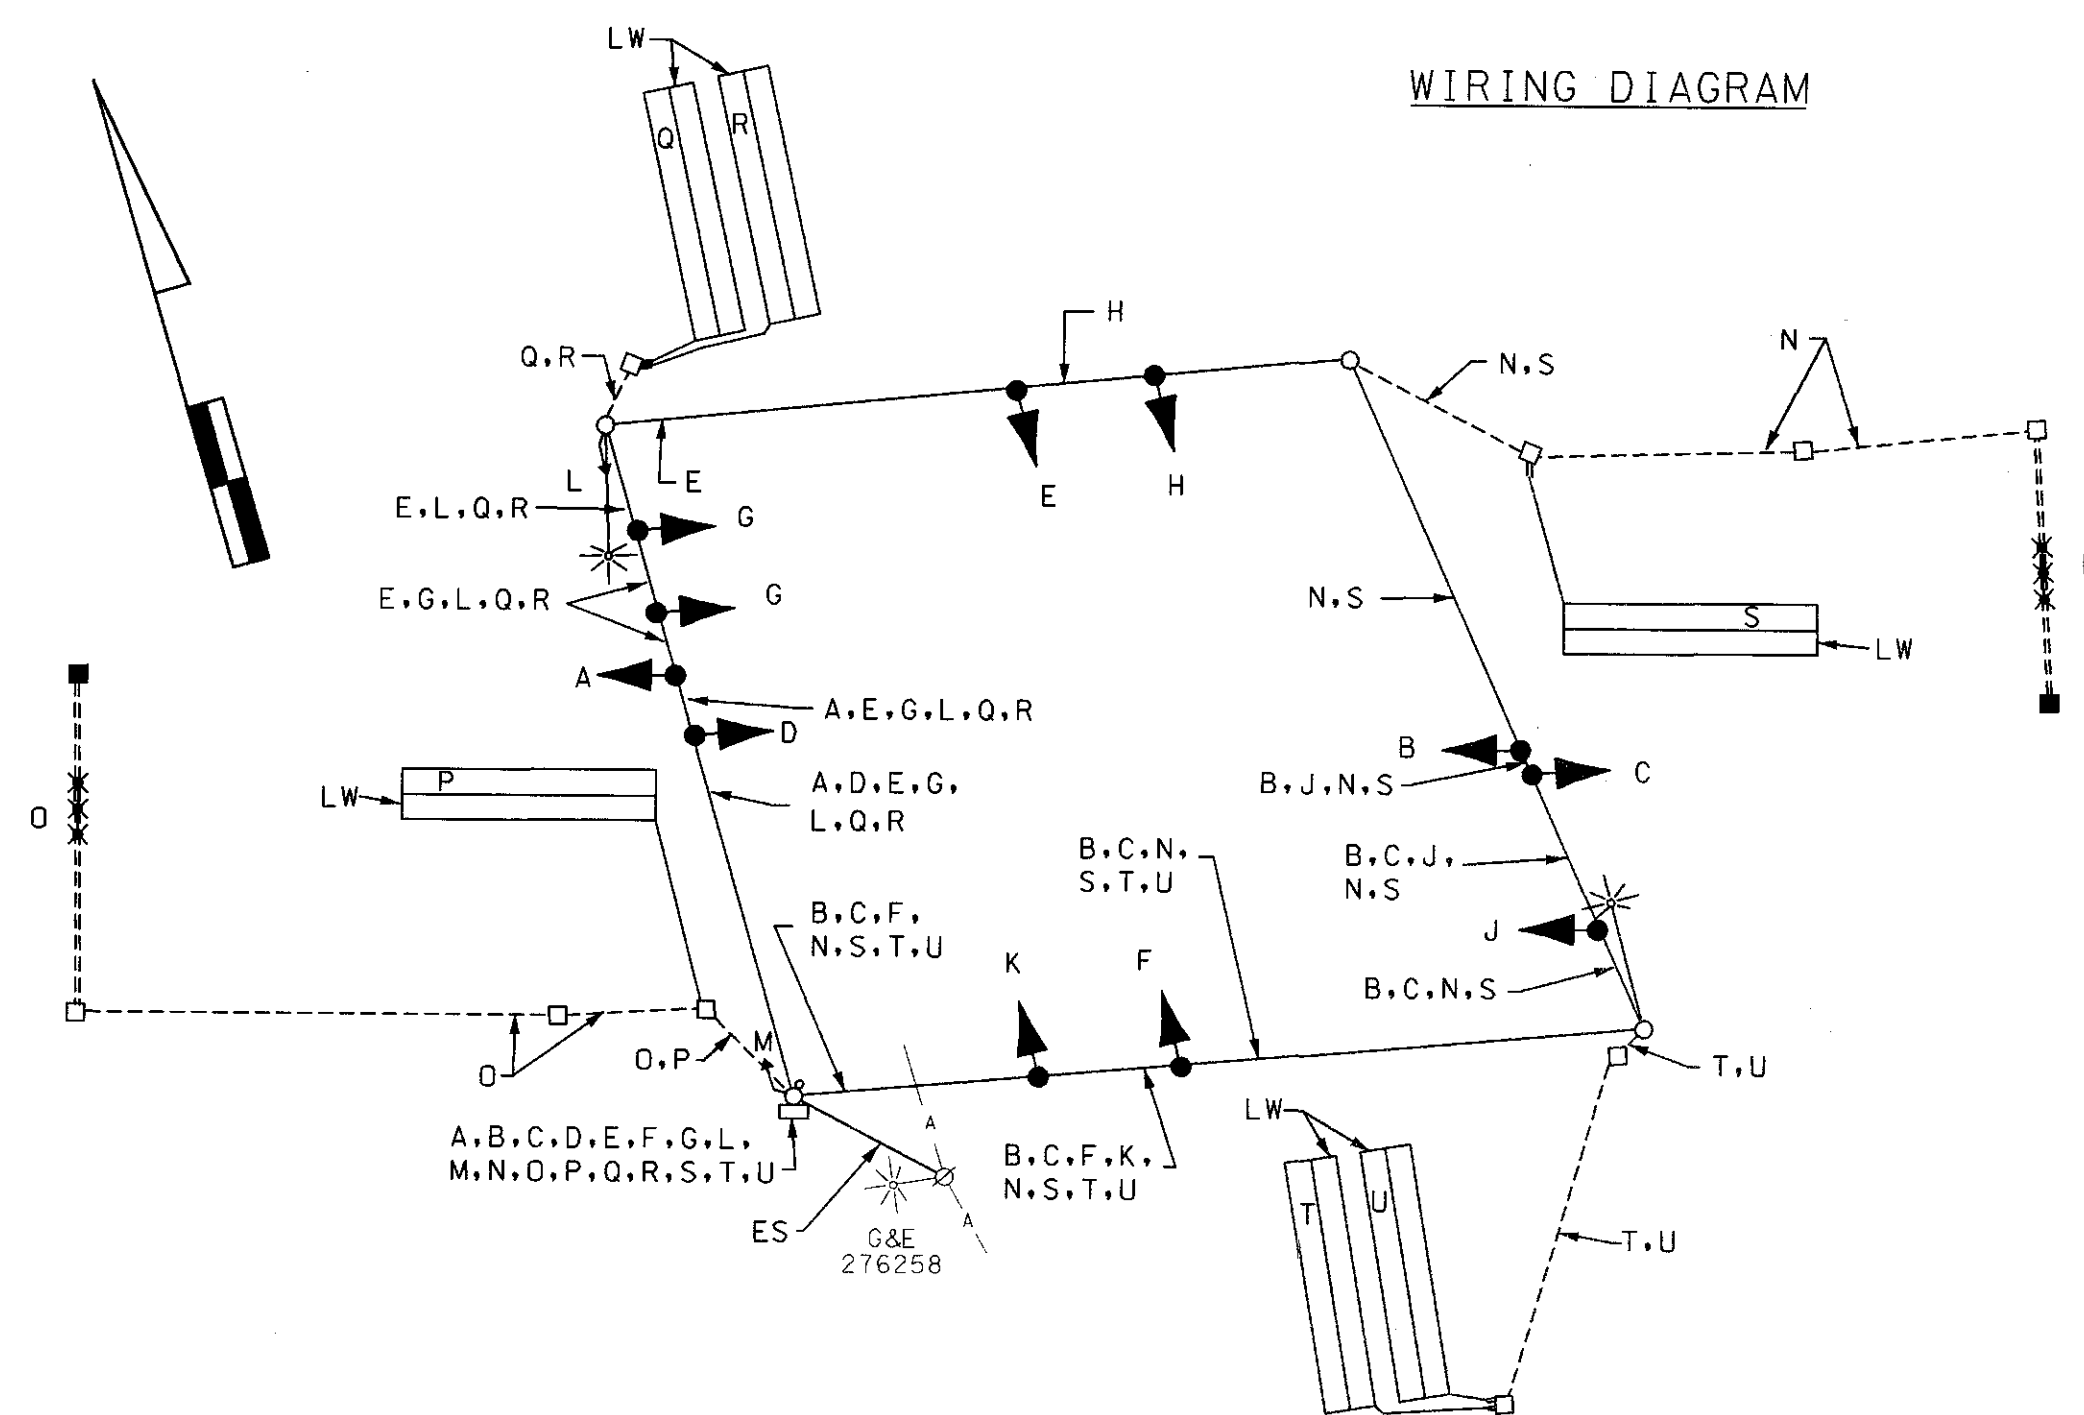 LW
WIRING DIAGRAM
Q
R
H
Q,R
N,S
N
L
E
E
H
E,L,Q,R
G
E,G,L,Q,R
G
N,S
S
LW
A
A,E,G,L,Q,R
D
B
C
P
LW
A,D,E,G,
L,Q,R
B,J,N,S
O
B,C,N,
S,T,U
B,C,J,
N,S
B,C,F,
N,S,T,U
J
K
F
B,C,N,S
M
O,P
O
T,U
LW
A
A,B,C,D,E,F,G,L,
M,N,O,P,Q,R,S,T,U
B,C,F,K,
N,S,T,U
T
U
A
ES
G&E
276258
T,U